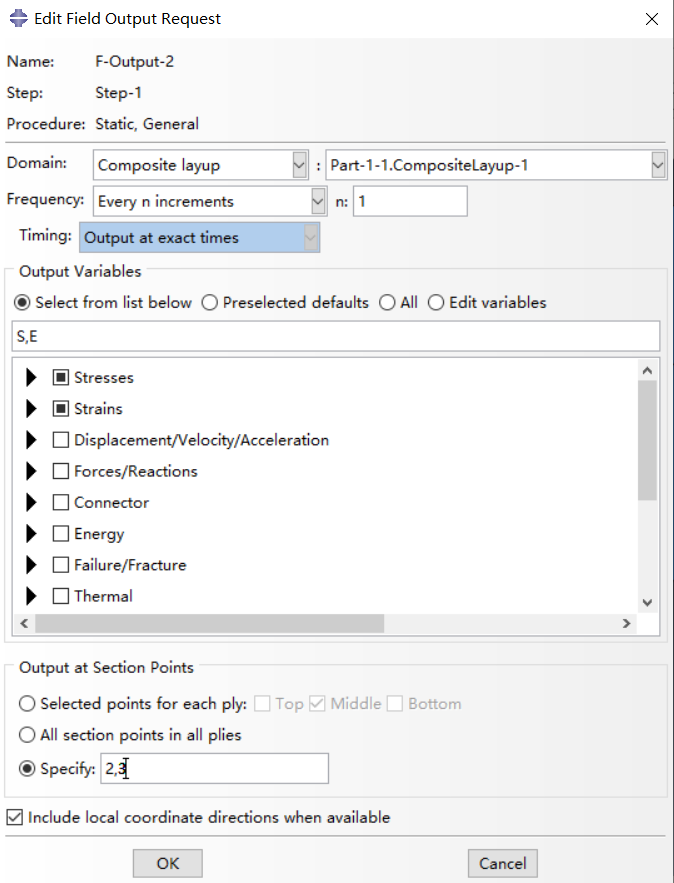 Edit Field Output Request
Name: F-Output-2
Step: Step-1
Procedure: Static, General
Domain: Composite layup : Part-1-1.CompositeLayup-1
Frequency: Every n increments n: 1
Timing: Output at exact times
Output Variables
Select from list below Preselected defaults All Edit variables
S,E
Stresses
Strains
Displacement/Velocity/Acceleration
Forces/Reactions
Connector
Energy
Failure/Fracture
Thermal
Output at Section Points
Selected points for each ply: Top Middle Bottom
All section points in all plies
Specify: 2,3
Include local coordinate directions when available
OK Cancel